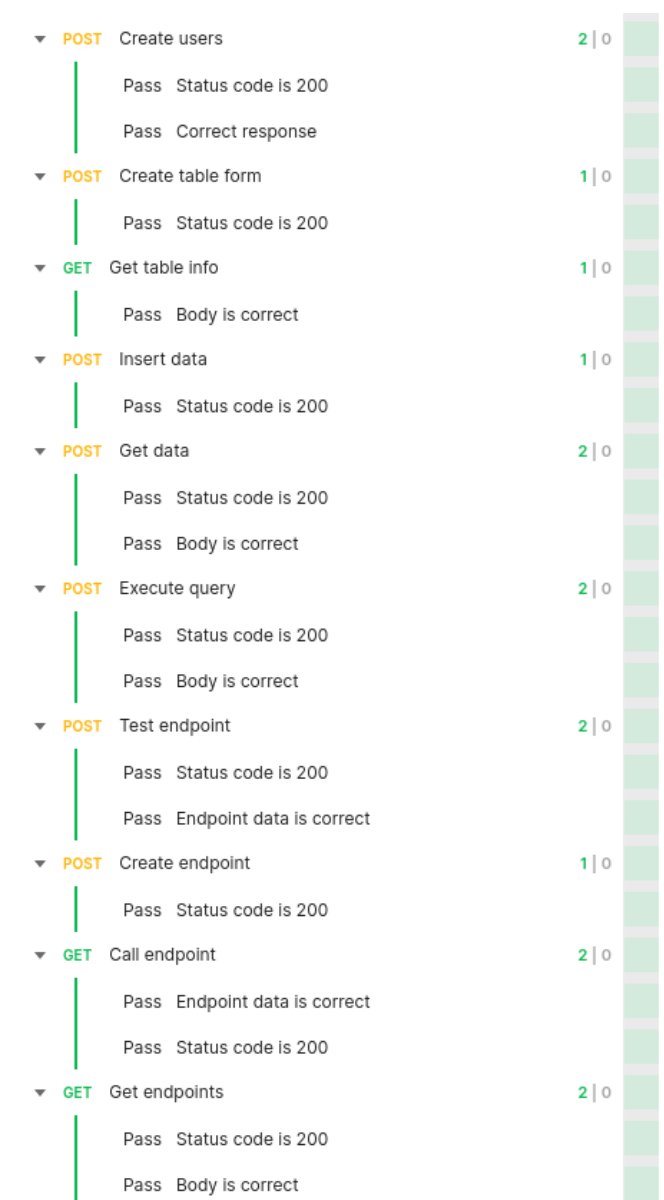 POST Create users 2 | 0
Pass Status code is 200
Pass Correct response
POST Create table form 1 | 0
Pass Status code is 200
GET Get table info 1 | 0
Pass Body is correct
POST Insert data 1 | 0
Pass Status code is 200
POST Get data 2 | 0
Pass Status code is 200
Pass Body is correct
POST Execute query 2 | 0
Pass Status code is 200
Pass Body is correct
POST Test endpoint 2 | 0
Pass Status code is 200
Pass Endpoint data is correct
POST Create endpoint 1 | 0
Pass Status code is 200
GET Call endpoint 2 | 0
Pass Endpoint data is correct
Pass Status code is 200
GET Get endpoints 2 | 0
Pass Status code is 200
Pass Body is correct